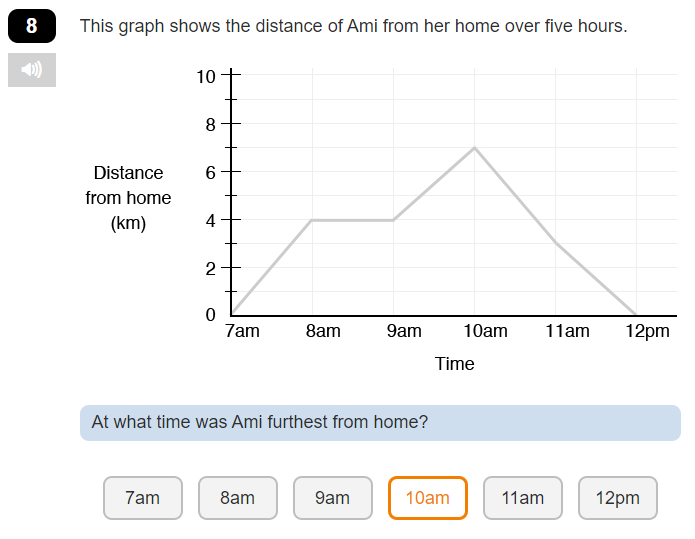 8
This graph shows the distance of Ami from her home over five hours.
10
8
Distance
from home
(km)
6
4
2
0
7am 8am 9am 10am 11am 12pm
Time
At what time was Ami furthest from home?
7am 8am 9am 10am 11am 12pm